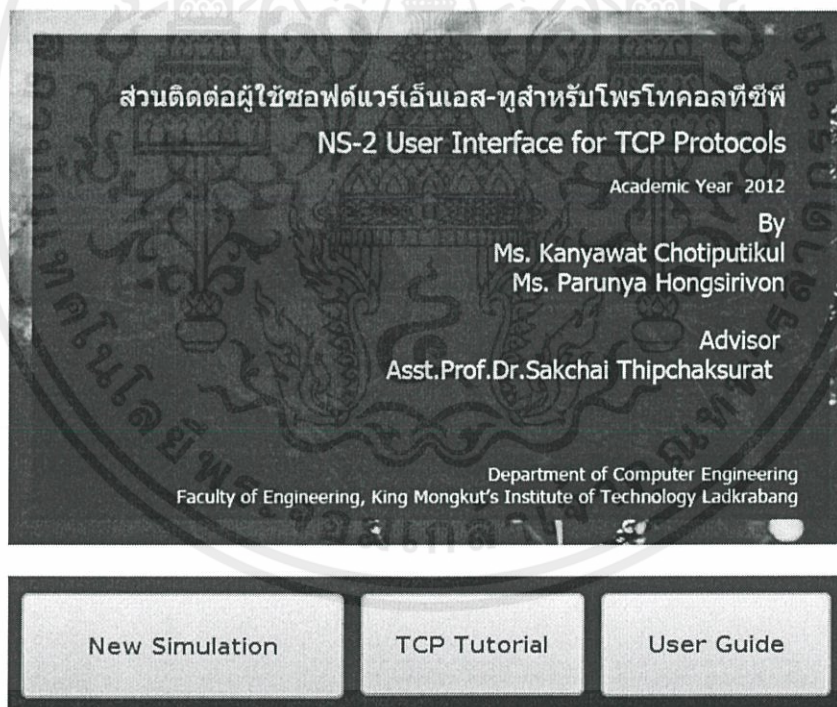 ส่วนติดต่อผู้ใช้ซอฟต์แวร์เอ็นเอส-ทูสำหรับโพรโทคอลทีซีพี
NS-2 User Interface for TCP Protocols
Academic Year 2012
By
Ms. Kanyawat Chotiputikul
Ms. Parunya Hongsirivon
Advisor
Asst.Prof.Dr.Sakchai Thipchaksurat
Department of Computer Engineering
Faculty of Engineering, King Mongkut's Institute of Technology Ladkrabang
New Simulation
TCP Tutorial
User Guide